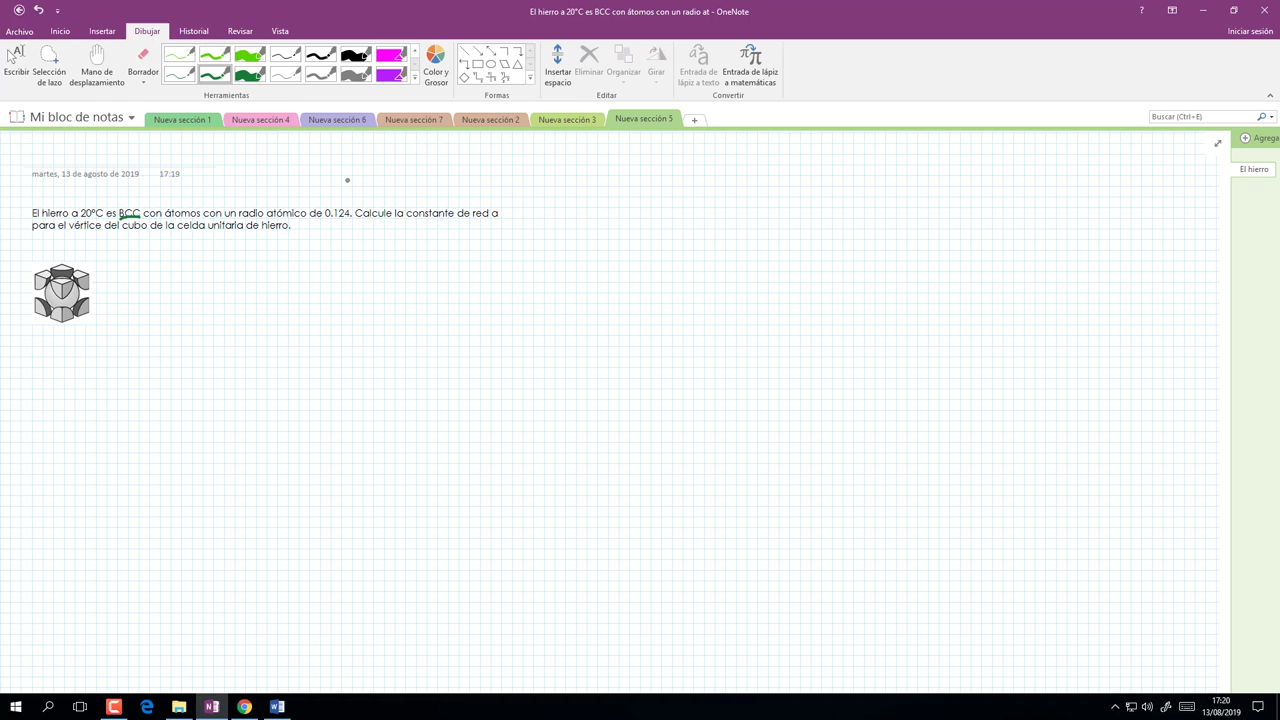 El hierro a 20°C es BCC con átomos con un radio at - OneNote
?
Archivo Inicio Insertar Dibujar Historial Revisar Vista Iniciar sesión
Escribir Selección de lazo Mano de desplazamiento Borrador Color y Grosor Insertar espacio Eliminar Organizar Girar Entrada de lápiz a texto Entrada de lápiz a matemáticas
Herramientas Formas Editar Convertir
Mi bloc de notas Nueva sección 1 Nueva sección 4 Nueva sección 6 Nueva sección 7 Nueva sección 2 Nueva sección 3 Nueva sección 5 + Buscar (Ctrl+E)
Agrega
El hierro
martes, 13 de agosto de 2019 17:19
El hierro a 20°C es BCC con átomos con un radio atómico de 0.124. Calcule la constante de red a
para el vértice del cubo de la celda unitaria de hierro.
17:20
13/08/2019